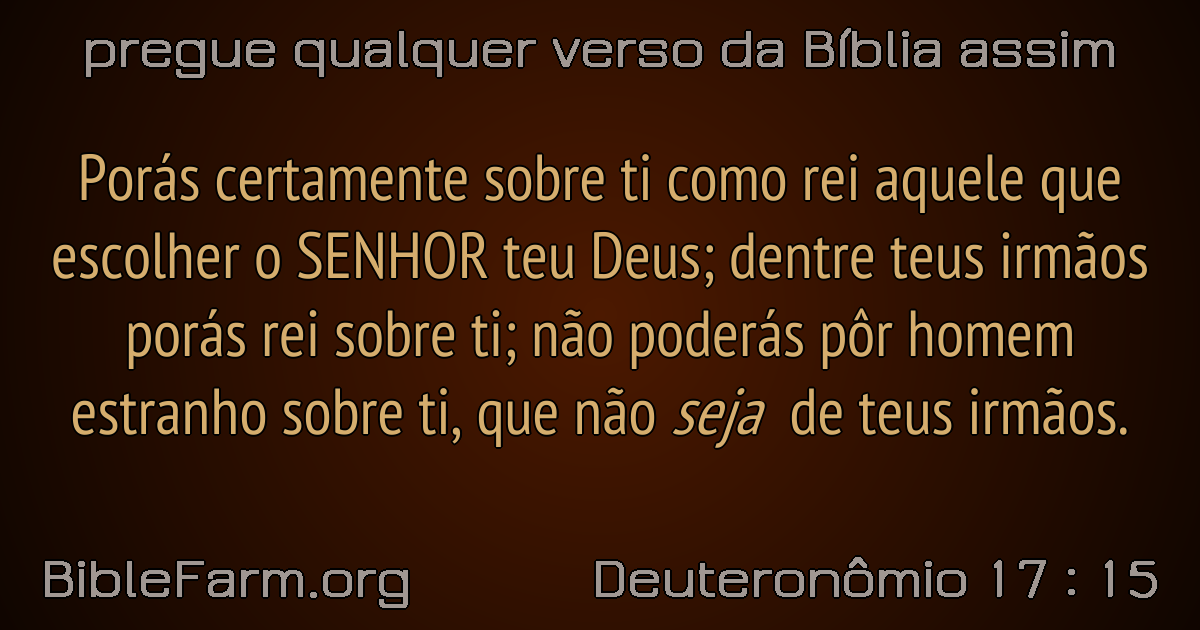 pregue qualquer verso da Bíblia assim
Porás certamente sobre ti como rei aquele que
escolher o SENHOR teu Deus; dentre teus irmãos
porás rei sobre ti; não poderás pôr homem
estranho sobre ti, que não seja de teus irmãos.
BibleFarm.org
Deuteronômio 17 : 15